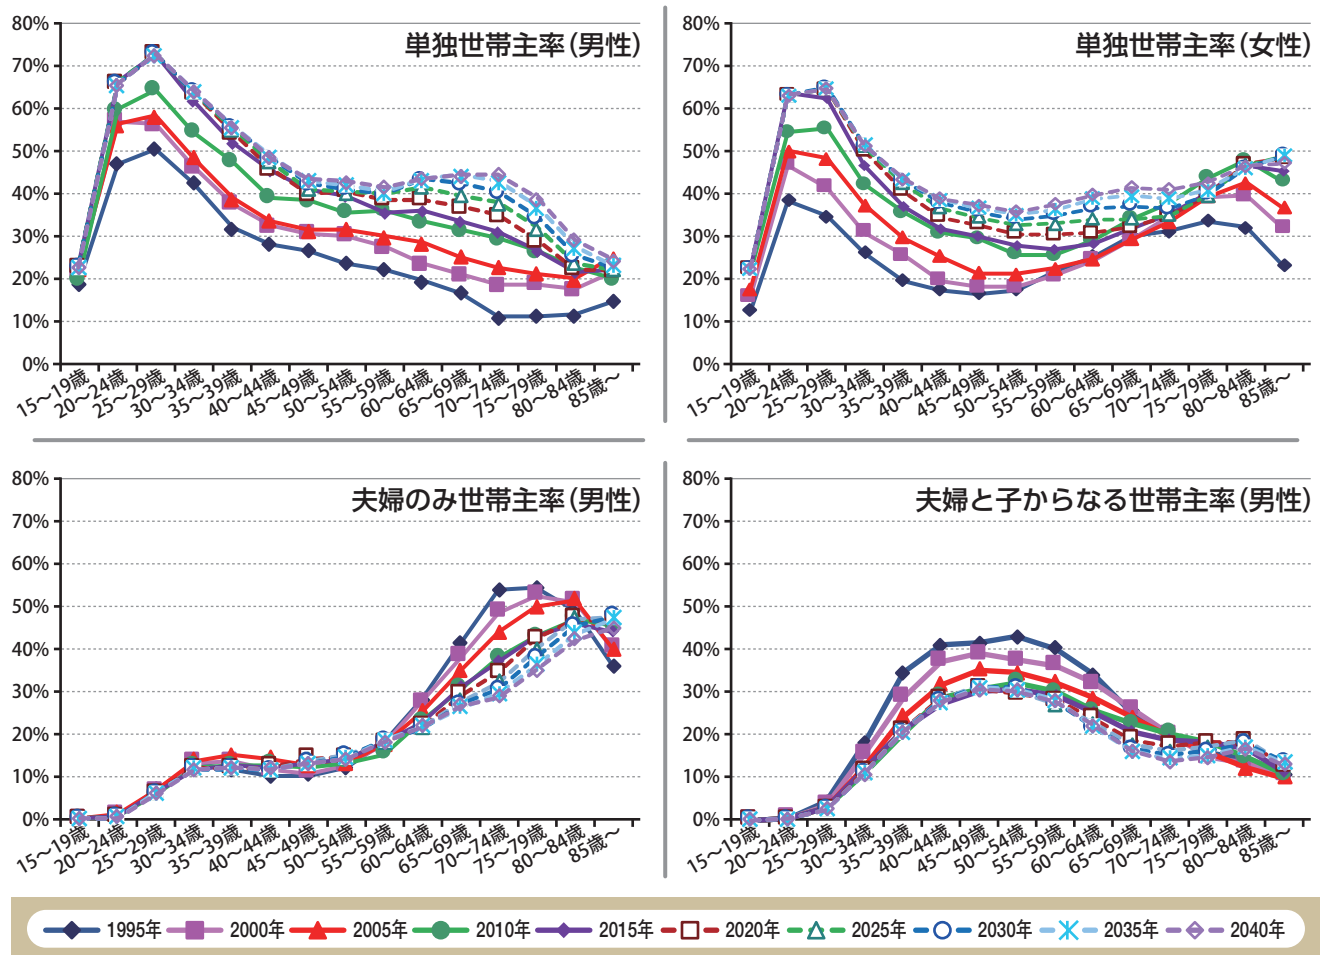 単独世帯主率(男性)
80%
70%
60%
50%
40%
30%
20%
10%
0%
15～19歳
20～24歳
25～29歳
30～34歳
35～39歳
40～44歳
45～49歳
50～54歳
55～59歳
60～64歳
65～69歳
70～74歳
75～79歳
80～84歳
85歳～
単独世帯主率(女性)
80%
70%
60%
50%
40%
30%
20%
10%
0%
15～19歳
20～24歳
25～29歳
30～34歳
35～39歳
40～44歳
45～49歳
50～54歳
55～59歳
60～64歳
65～69歳
70～74歳
75～79歳
80～84歳
85歳～
夫婦のみ世帯主率(男性)
80%
70%
60%
50%
40%
30%
20%
10%
0%
15～19歳
20～24歳
25～29歳
30～34歳
35～39歳
40～44歳
45～49歳
50～54歳
55～59歳
60～64歳
65～69歳
70～74歳
75～79歳
80～84歳
85歳～
夫婦と子からなる世帯主率(男性)
80%
70%
60%
50%
40%
30%
20%
10%
0%
15～19歳
20～24歳
25～29歳
30～34歳
35～39歳
40～44歳
45～49歳
50～54歳
55～59歳
60～64歳
65～69歳
70～74歳
75～79歳
80～84歳
85歳～
1995年 2000年 2005年 2010年 2015年 2020年 2025年 2030年 2035年 2040年